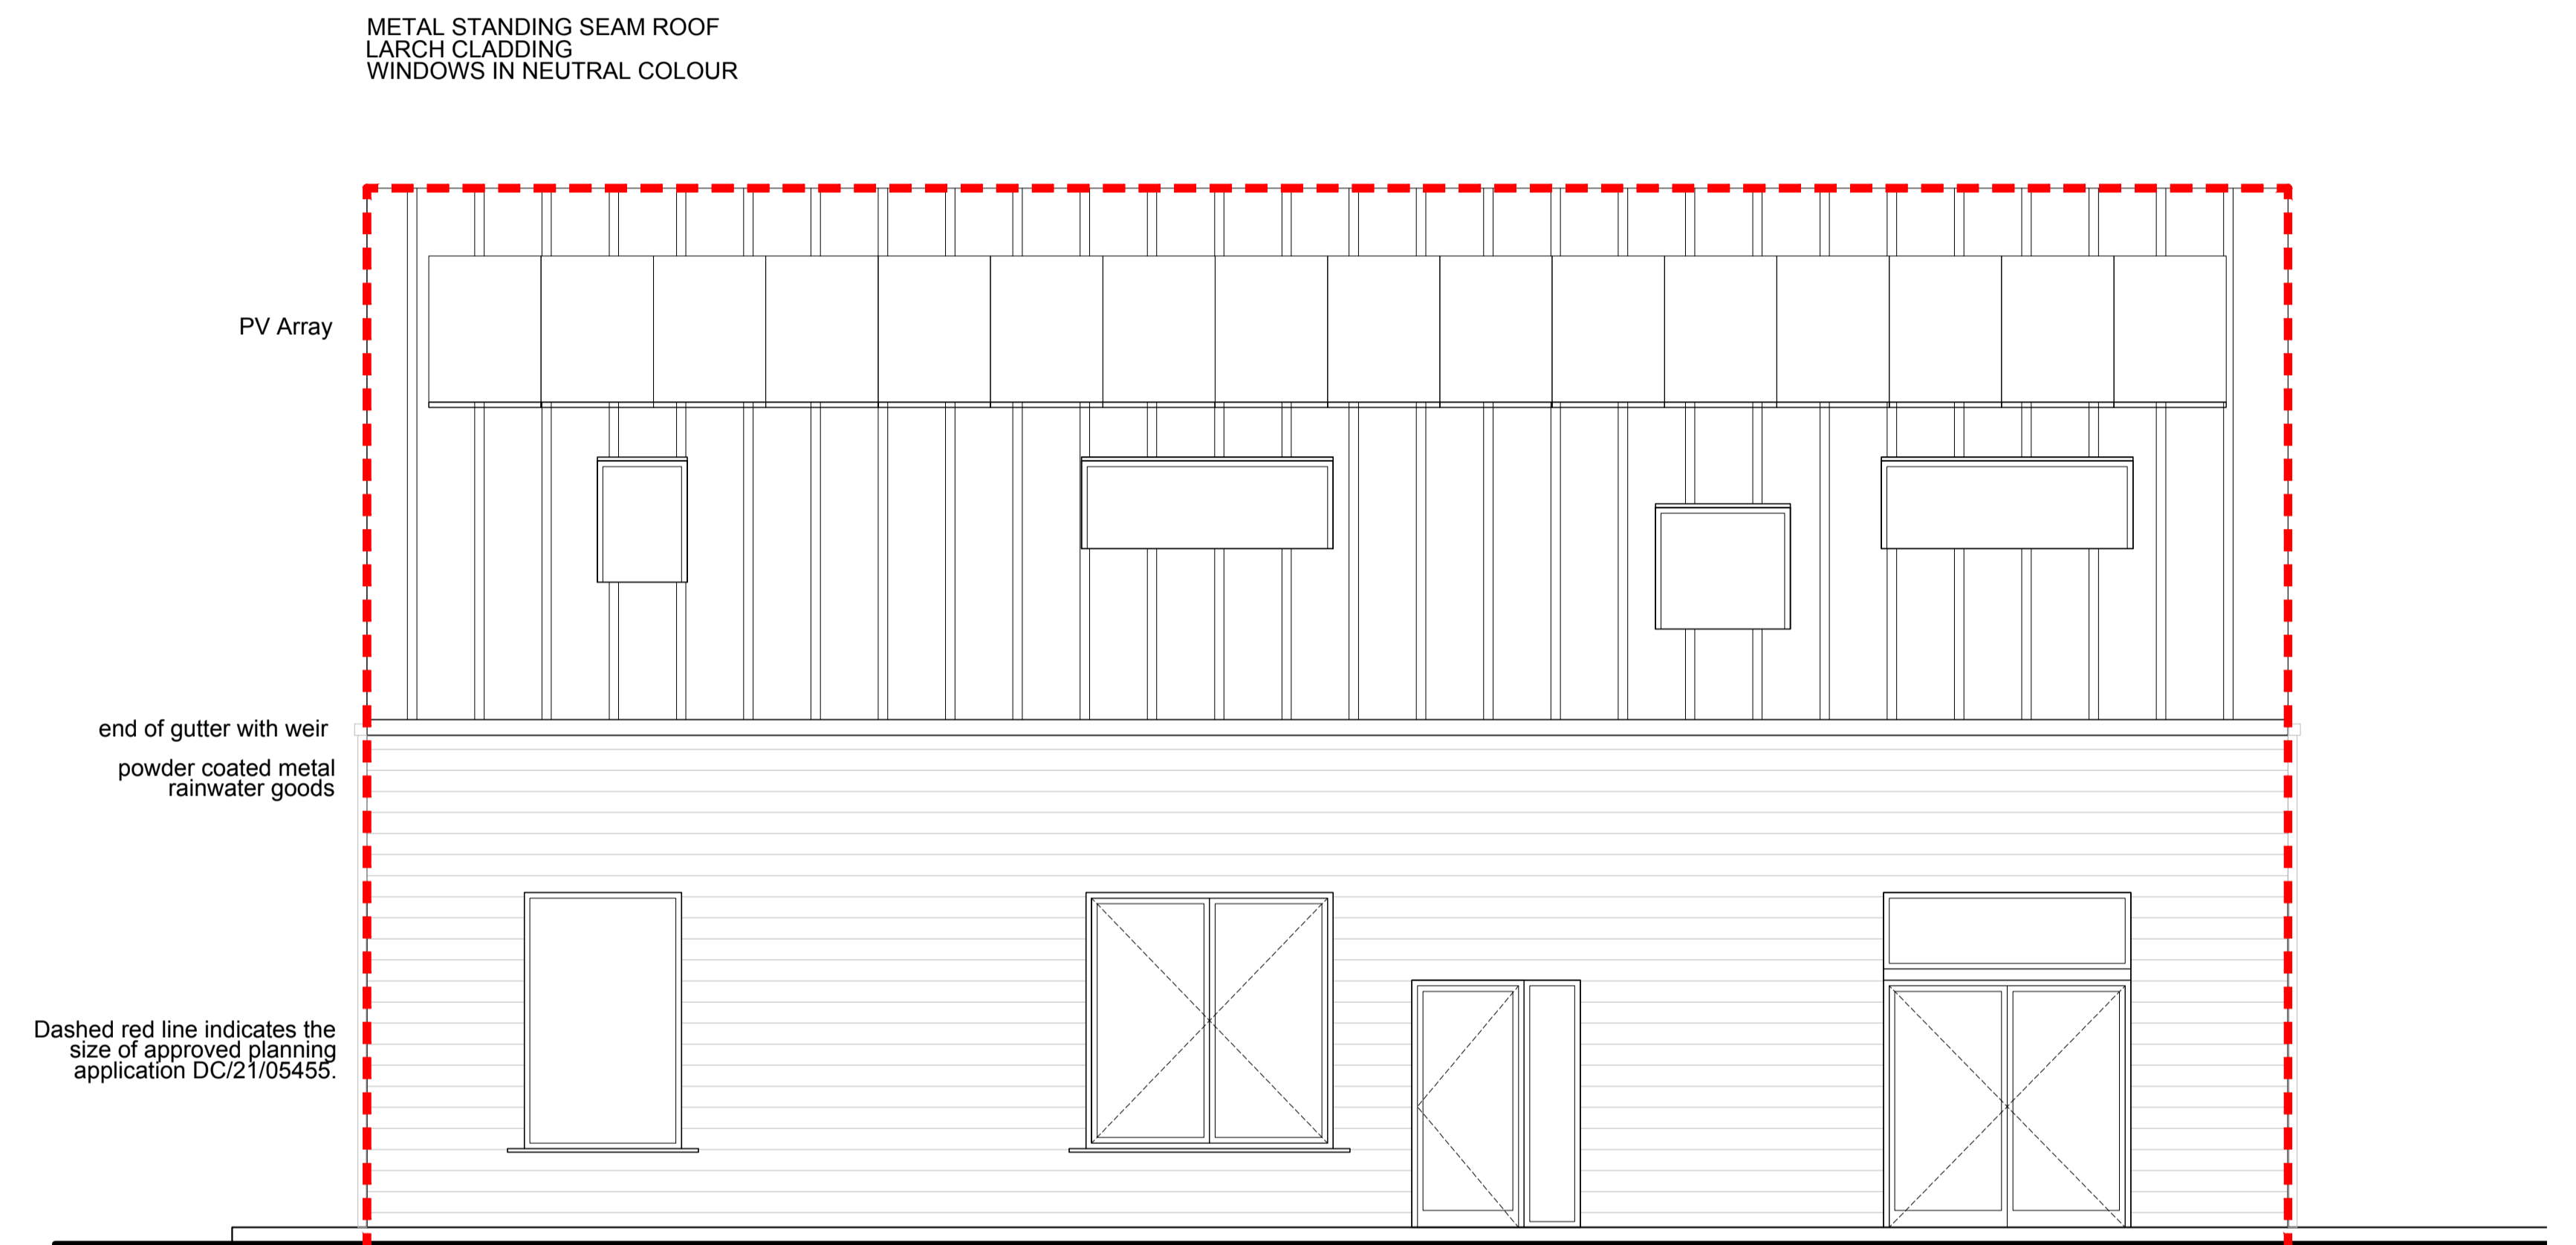 METAL STANDING SEAM ROOF
LARCH CLADDING
WINDOWS IN NEUTRAL COLOUR
PV Array
end of gutter with weir
powder coated metal
rainwater goods
Dashed red line indicates the
size of approved planning
application DC/21/05455.